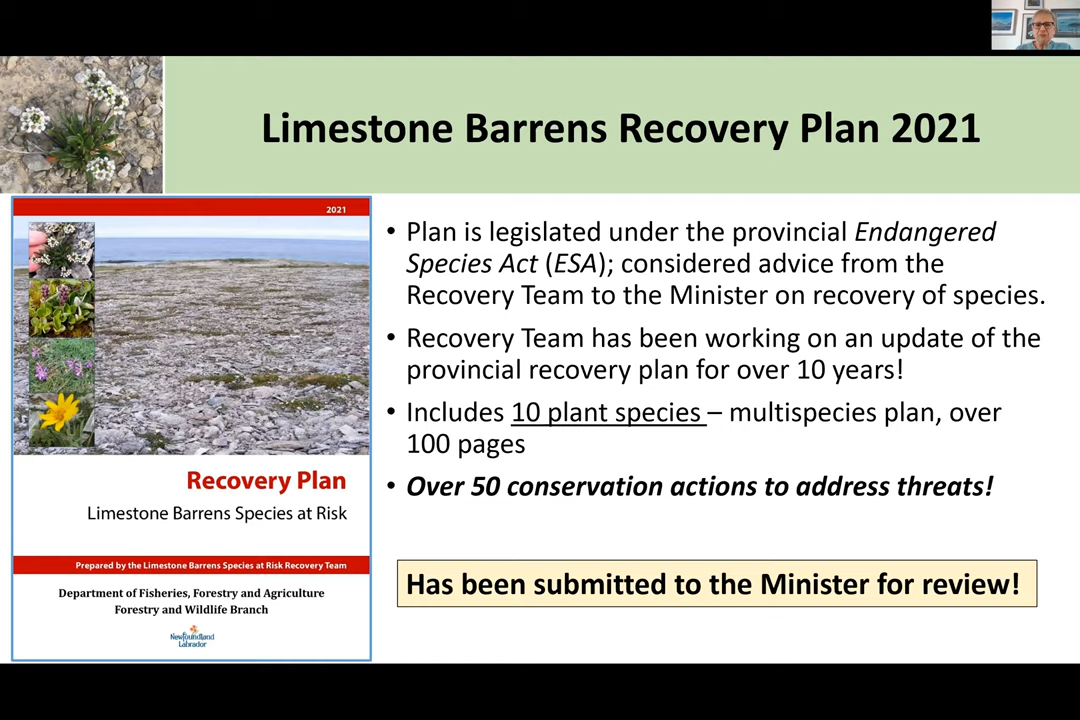 Limestone Barrens Recovery Plan 2021
2021
Recovery Plan
Limestone Barrens Species at Risk
Prepared by the Limestone Barrens Species at Risk Recovery Team
Department of Fisheries, Forestry and Agriculture
Forestry and Wildlife Branch
Newfoundland
Labrador
• Plan is legislated under the provincial Endangered
Species Act (ESA); considered advice from the
Recovery Team to the Minister on recovery of species.
• Recovery Team has been working on an update of the
provincial recovery plan for over 10 years!
• Includes 10 plant species – multispecies plan, over
100 pages
• Over 50 conservation actions to address threats!
Has been submitted to the Minister for review!